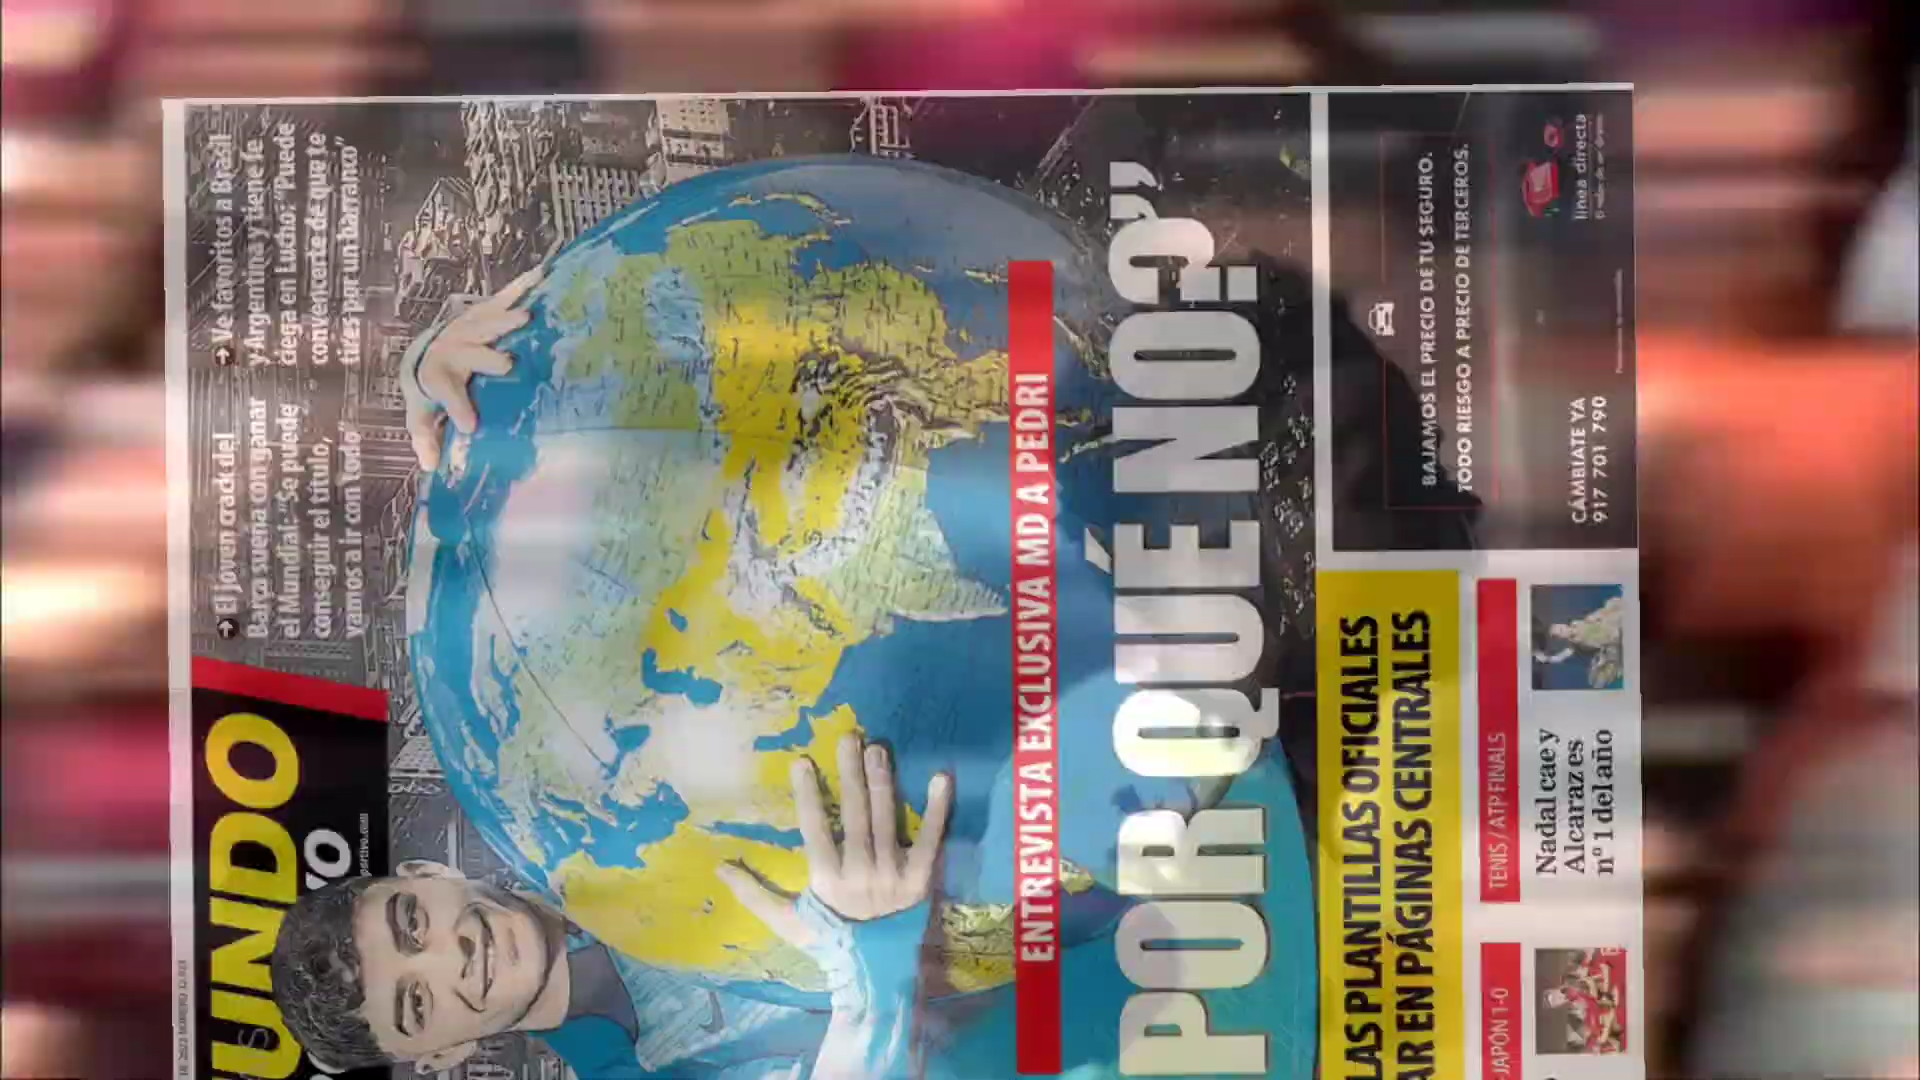 UNDO
ortivo.com
➔ El joven crack del
Barça sueña con ganar
el Mundial: “Se puede
conseguir el título,
vamos a ir con todo”
➔ Ve favoritos a Brasil
y Argentina y tiene fe
ciega en Lucho: “Puede
convencerte de que te
tires por un barranco”
ENTREVISTA EXCLUSIVA MD A PEDRI
POR QUÉ NO?”
LAS PLANTILLAS OFICIALES
AR EN PÁGINAS CENTRALES
-JAPÓN 1-0
TENIS / ATP FINALS
Nadal cae y
Alcaraz es
nº 1 del año
BAJAMOS EL PRECIO DE TU SEGURO.
TODO RIESGO A PRECIO DE TERCEROS.
CÁMBIATE YA
917 701 790
línea directa